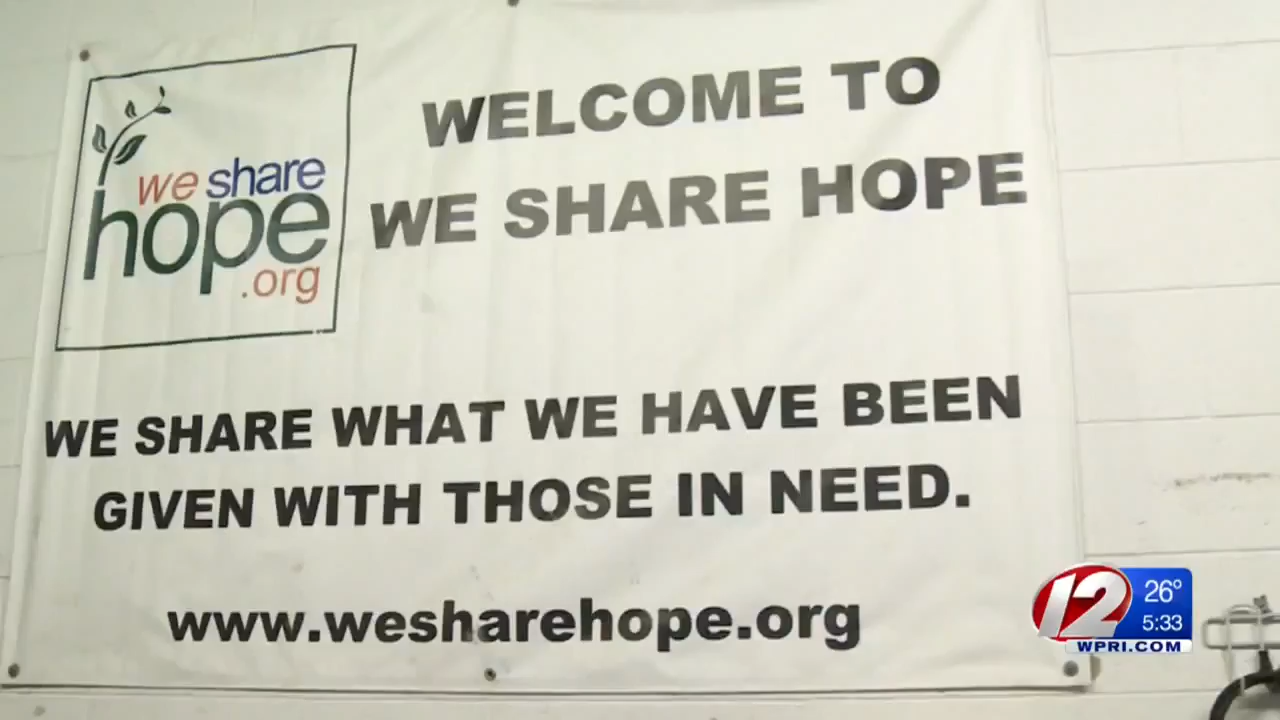 we share
hope
.org
WELCOME TO
WE SHARE HOPE
WE SHARE WHAT WE HAVE BEEN
GIVEN WITH THOSE IN NEED.
www.wesharehope.org
12
26°
5:33
WPRI.COM